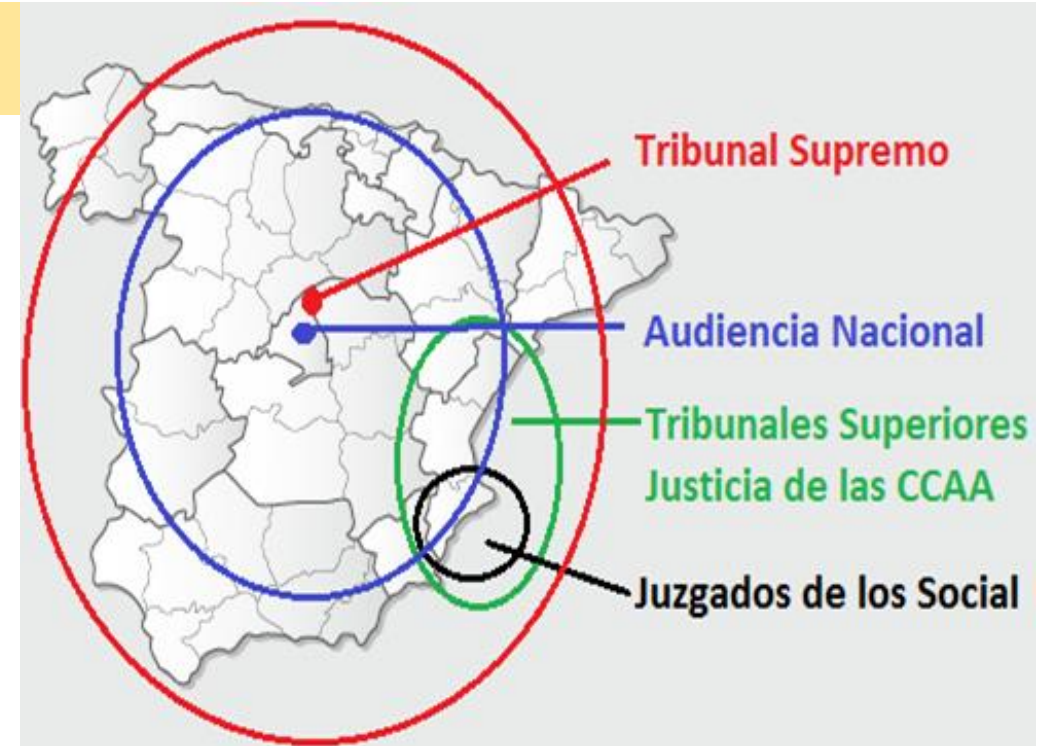 Tribunal Supremo
Audiencia Nacional
Tribunales Superiores
Justicia de las CCAA
Juzgados de los Social